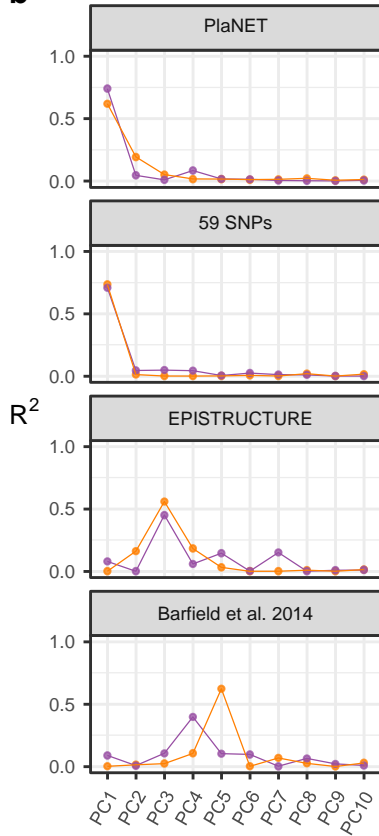 b
PlaNET
1.0
0.5
0.0
59 SNPs
1.0
0.5
0.0
R²
EPISTRUCTURE
1.0
0.5
0.0
Barfield et al. 2014
1.0
0.5
0.0
PC1 PC2 PC3 PC4 PC5 PC6 PC7 PC8 PC9 PC10